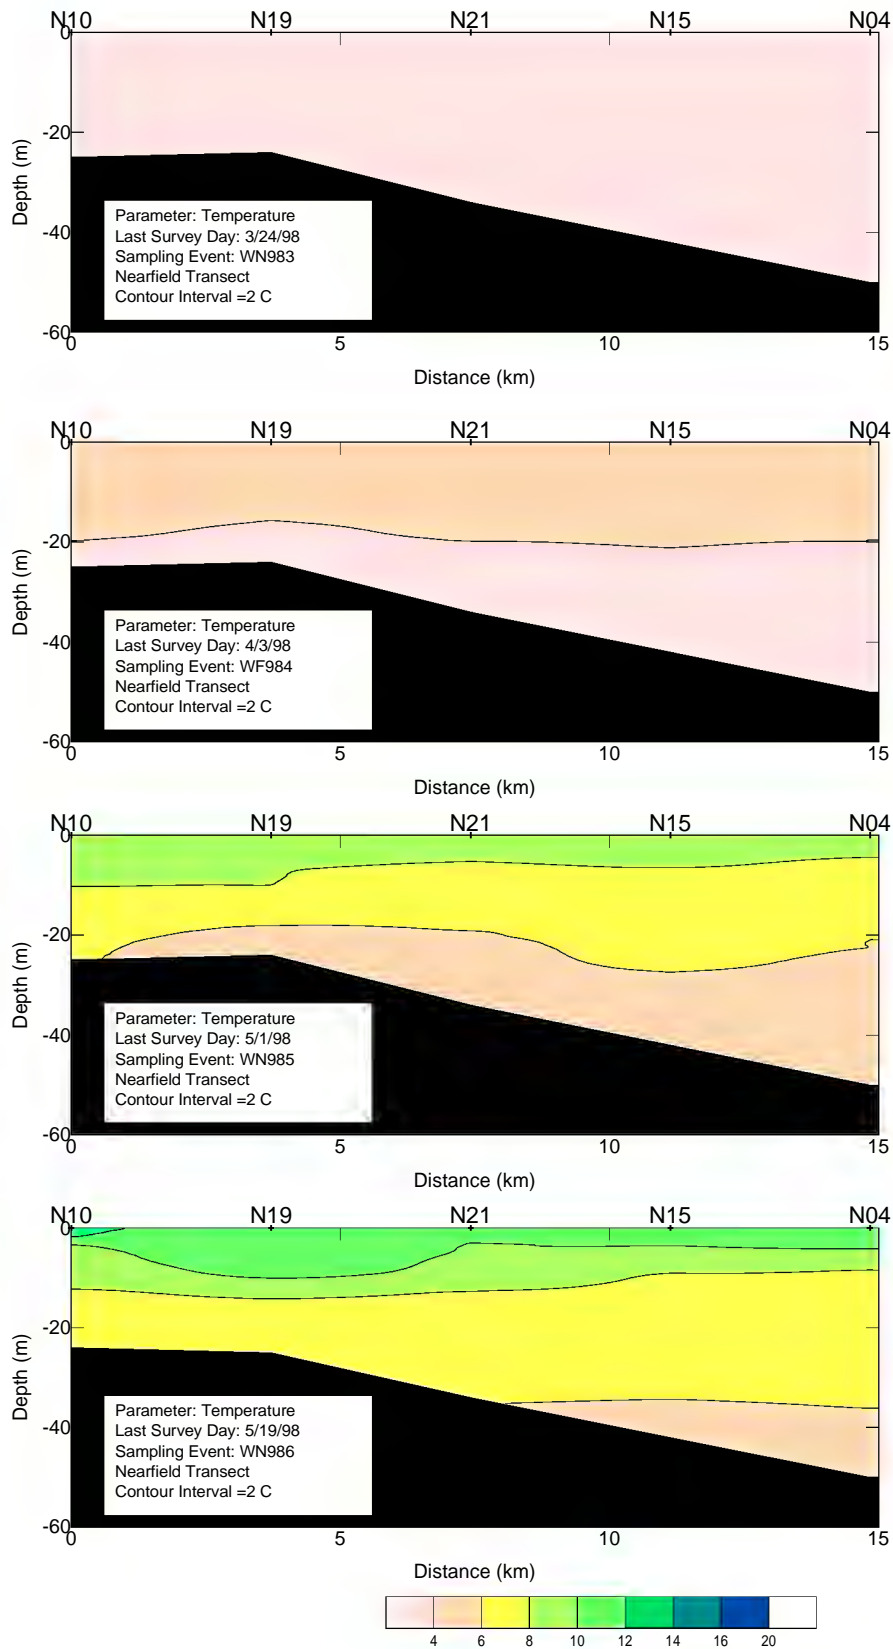 N10 N19 N21 N15 N04
0
-20
-40
-60
Depth (m)
Parameter: Temperature
Last Survey Day: 3/24/98
Sampling Event: WN983
Nearfield Transect
Contour Interval =2 C
0 5 10 15
Distance (km)
N10 N19 N21 N15 N04
0
-20
-40
-60
Depth (m)
Parameter: Temperature
Last Survey Day: 4/3/98
Sampling Event: WF984
Nearfield Transect
Contour Interval =2 C
0 5 10 15
Distance (km)
N10 N19 N21 N15 N04
0
-20
-40
-60
Depth (m)
Parameter: Temperature
Last Survey Day: 5/1/98
Sampling Event: WN985
Nearfield Transect
Contour Interval =2 C
0 5 10 15
Distance (km)
N10 N19 N21 N15 N04
0
-20
-40
-60
Depth (m)
Parameter: Temperature
Last Survey Day: 5/19/98
Sampling Event: WN986
Nearfield Transect
Contour Interval =2 C
0 5 10 15
Distance (km)
4 6 8 10 12 14 16 20